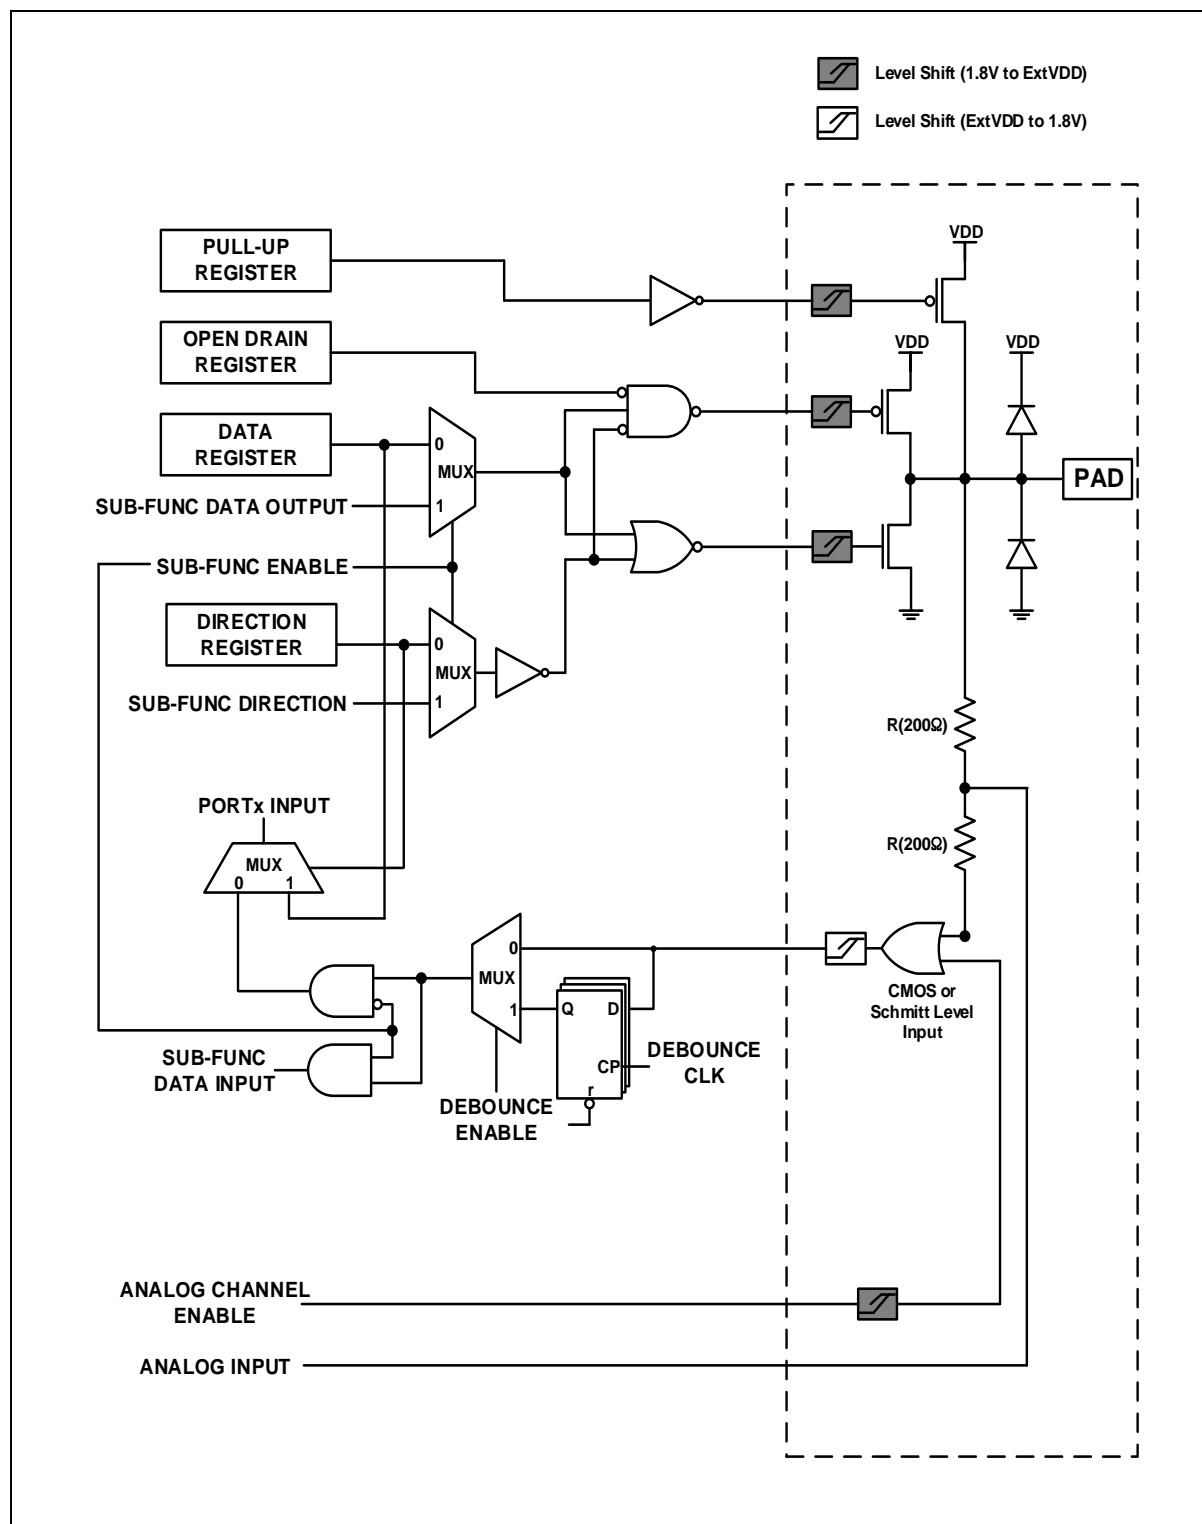 Level Shift (1.8V to ExtVDD)
Level Shift (ExtVDD to 1.8V)
VDD
PULL-UP
REGISTER
OPEN DRAIN
REGISTER
VDD
VDD
DATA
REGISTER
0
MUX
1
PAD
SUB-FUNC DATA OUTPUT
SUB-FUNC ENABLE
DIRECTION
REGISTER
0
MUX
1
SUB-FUNC DIRECTION
R(200Ω)
PORTx INPUT
MUX
0 1
R(200Ω)
0
MUX
1
Q D
CP
r
CMOS or
Schmitt Level
Input
DEBOUNCE
CLK
SUB-FUNC
DATA INPUT
DEBOUNCE
ENABLE
ANALOG CHANNEL
ENABLE
ANALOG INPUT